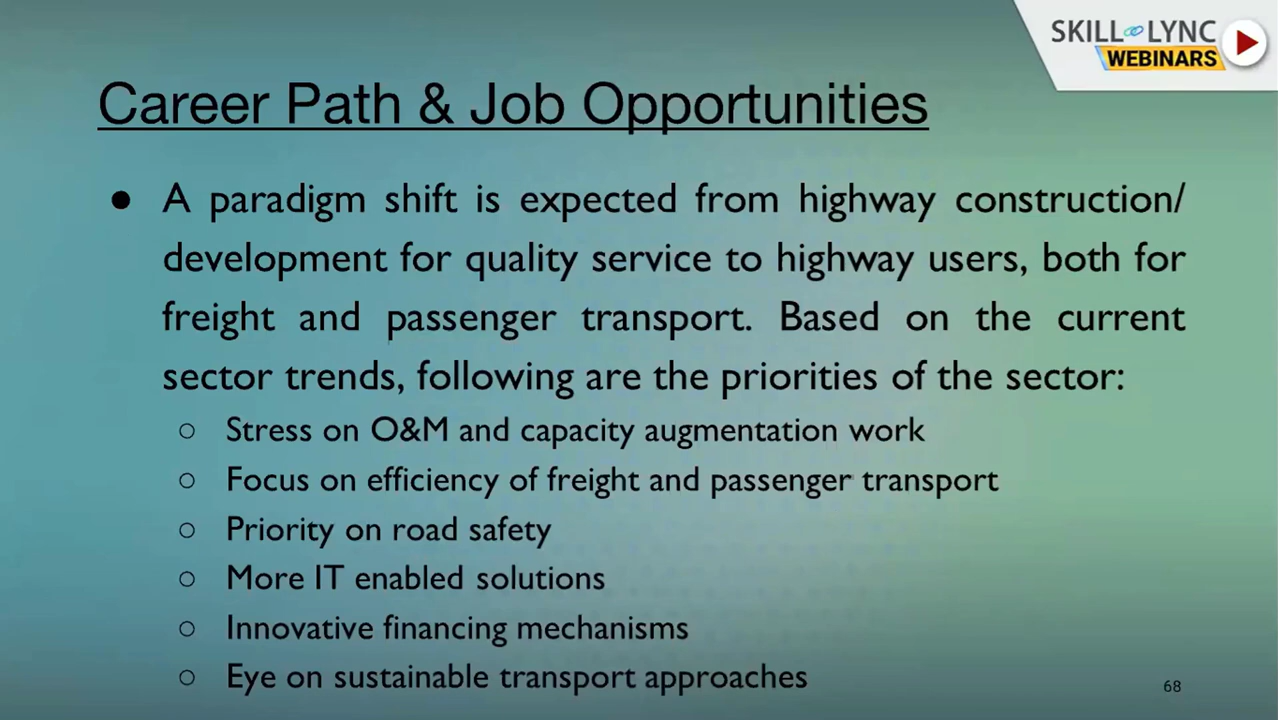 SKILL LYNC
WEBINARS
Career Path & Job Opportunities
● A paradigm shift is expected from highway construction/
development for quality service to highway users, both for
freight and passenger transport. Based on the current
sector trends, following are the priorities of the sector:
○ Stress on O&M and capacity augmentation work
○ Focus on efficiency of freight and passenger transport
○ Priority on road safety
○ More IT enabled solutions
○ Innovative financing mechanisms
○ Eye on sustainable transport approaches
68